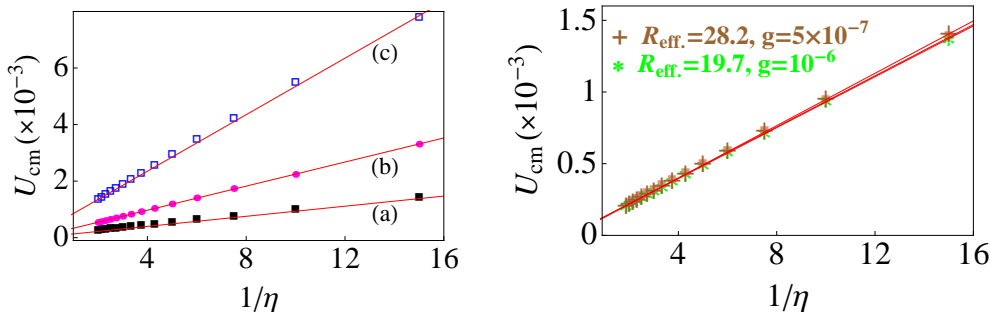 U_cm (×10^-3)
6
4
2
0
(c)
(b)
(a)
4
8
12
16
1/η
U_cm (×10^-3)
1.5
1
0.5
0
+ R_eff.=28.2, g=5×10^-7
* R_eff.=19.7, g=10^-6
4
8
12
16
1/η